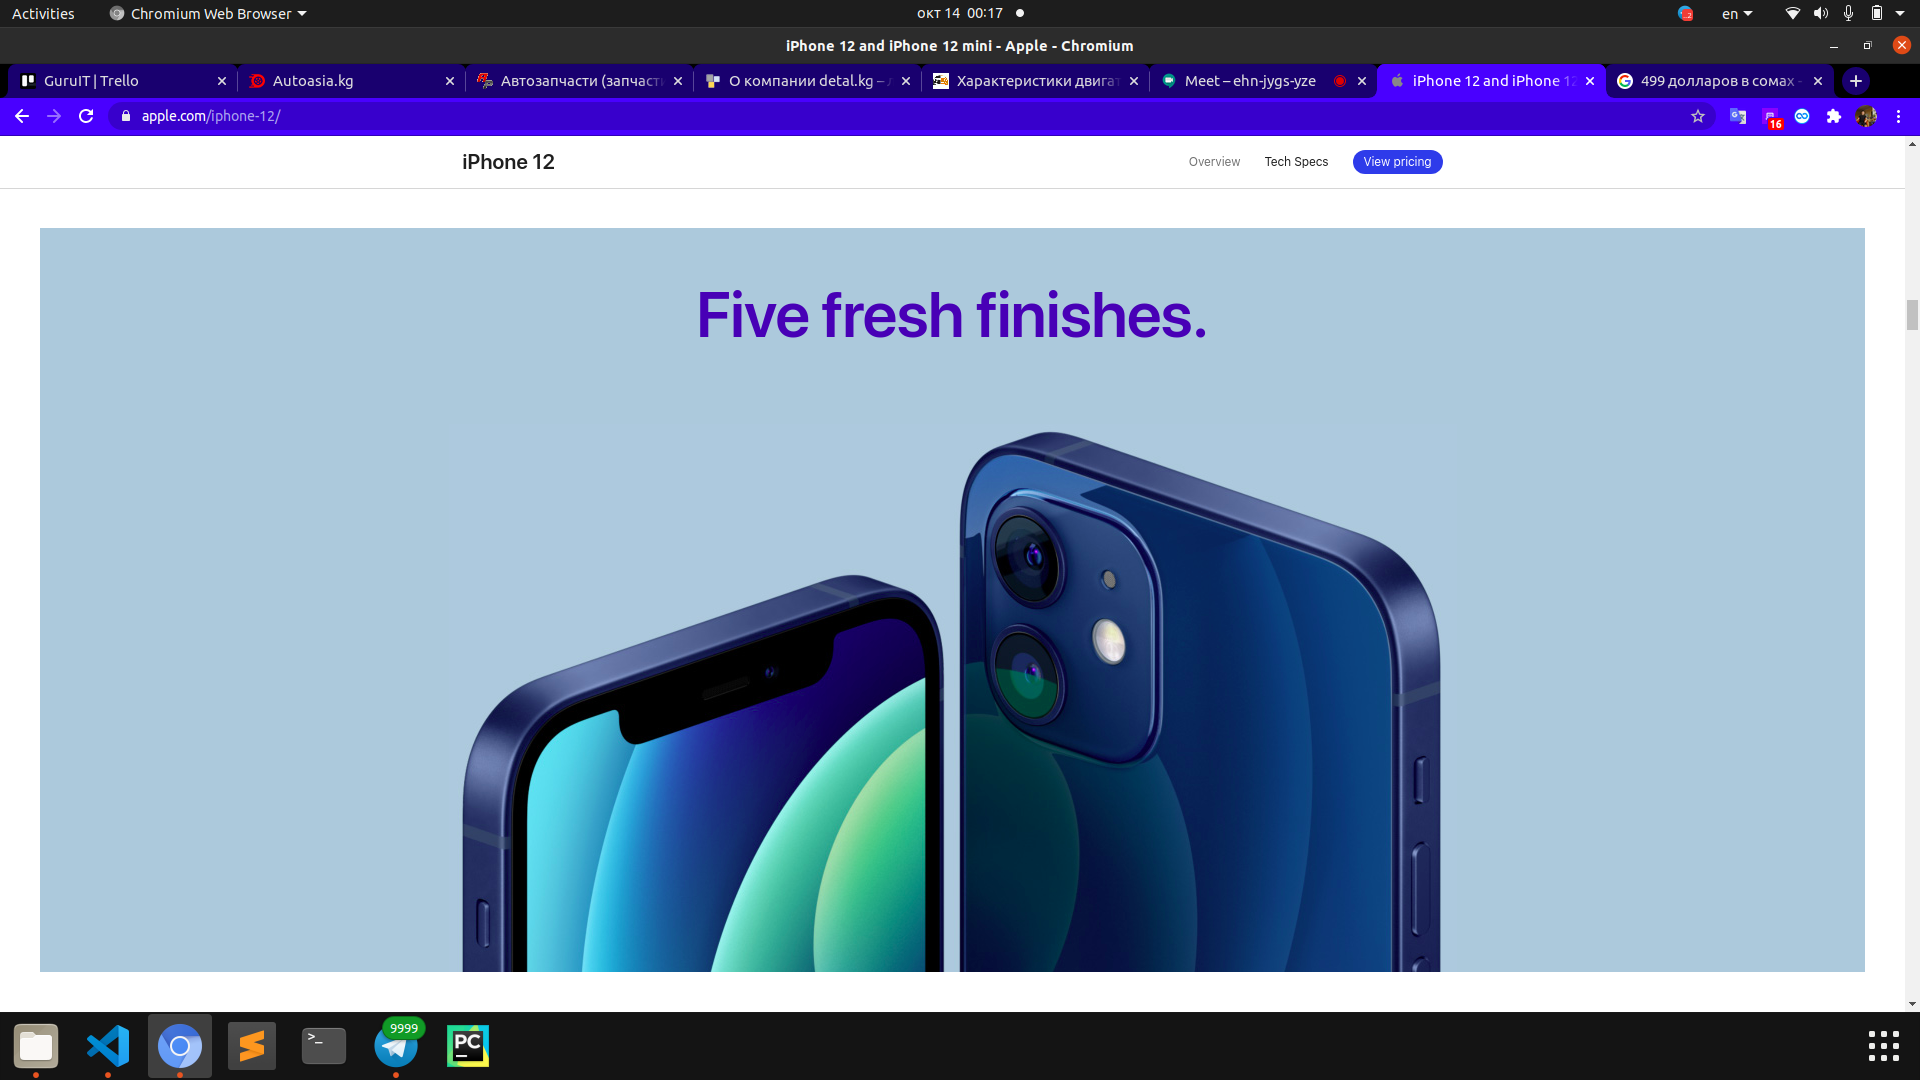 Activities
Chromium Web Browser
окт 14 00:17
en
iPhone 12 and iPhone 12 mini - Apple - Chromium
GuruIT | Trello
Autoasia.kg
Автозапчасти (запчасти
О компании detal.kg –
Характеристики двигат
Meet – ehn-jygs-yze
iPhone 12 and iPhone 12
499 долларов в сомах -
apple.com/iphone-12/
16
iPhone 12
Overview
Tech Specs
View pricing
Five fresh finishes.
>_
9999
PC